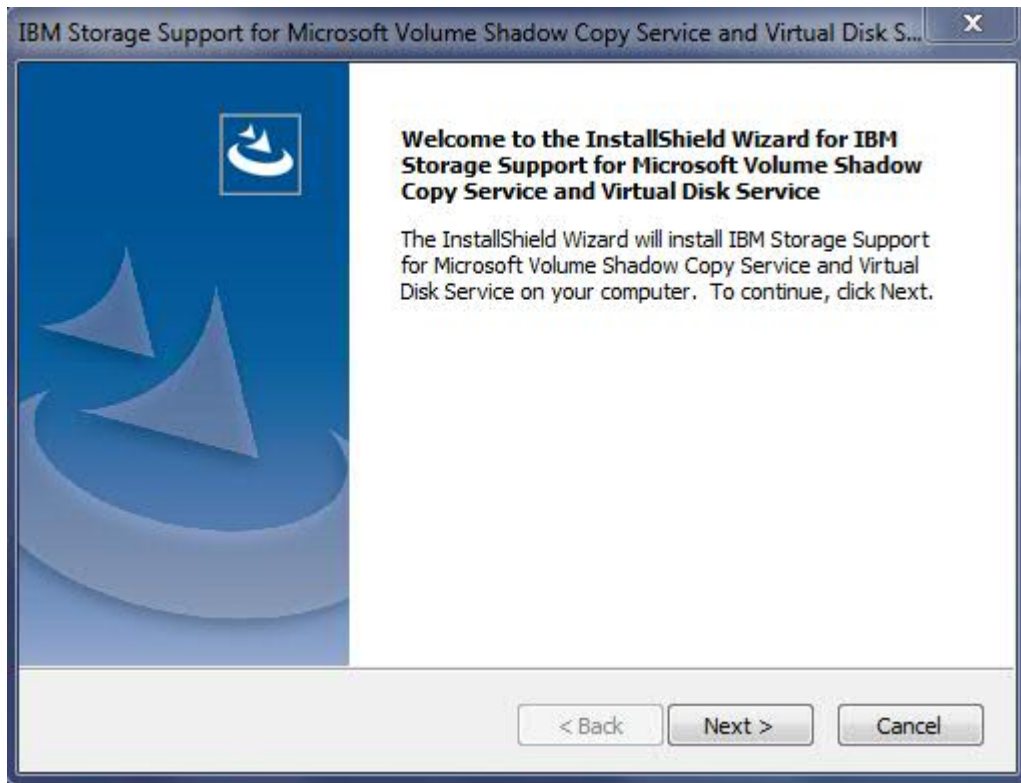 IBM Storage Support for Microsoft Volume Shadow Copy Service and Virtual Disk S...
Welcome to the InstallShield Wizard for IBM
Storage Support for Microsoft Volume Shadow
Copy Service and Virtual Disk Service
The InstallShield Wizard will install IBM Storage Support
for Microsoft Volume Shadow Copy Service and Virtual
Disk Service on your computer.  To continue, click Next.
< Back Next > Cancel